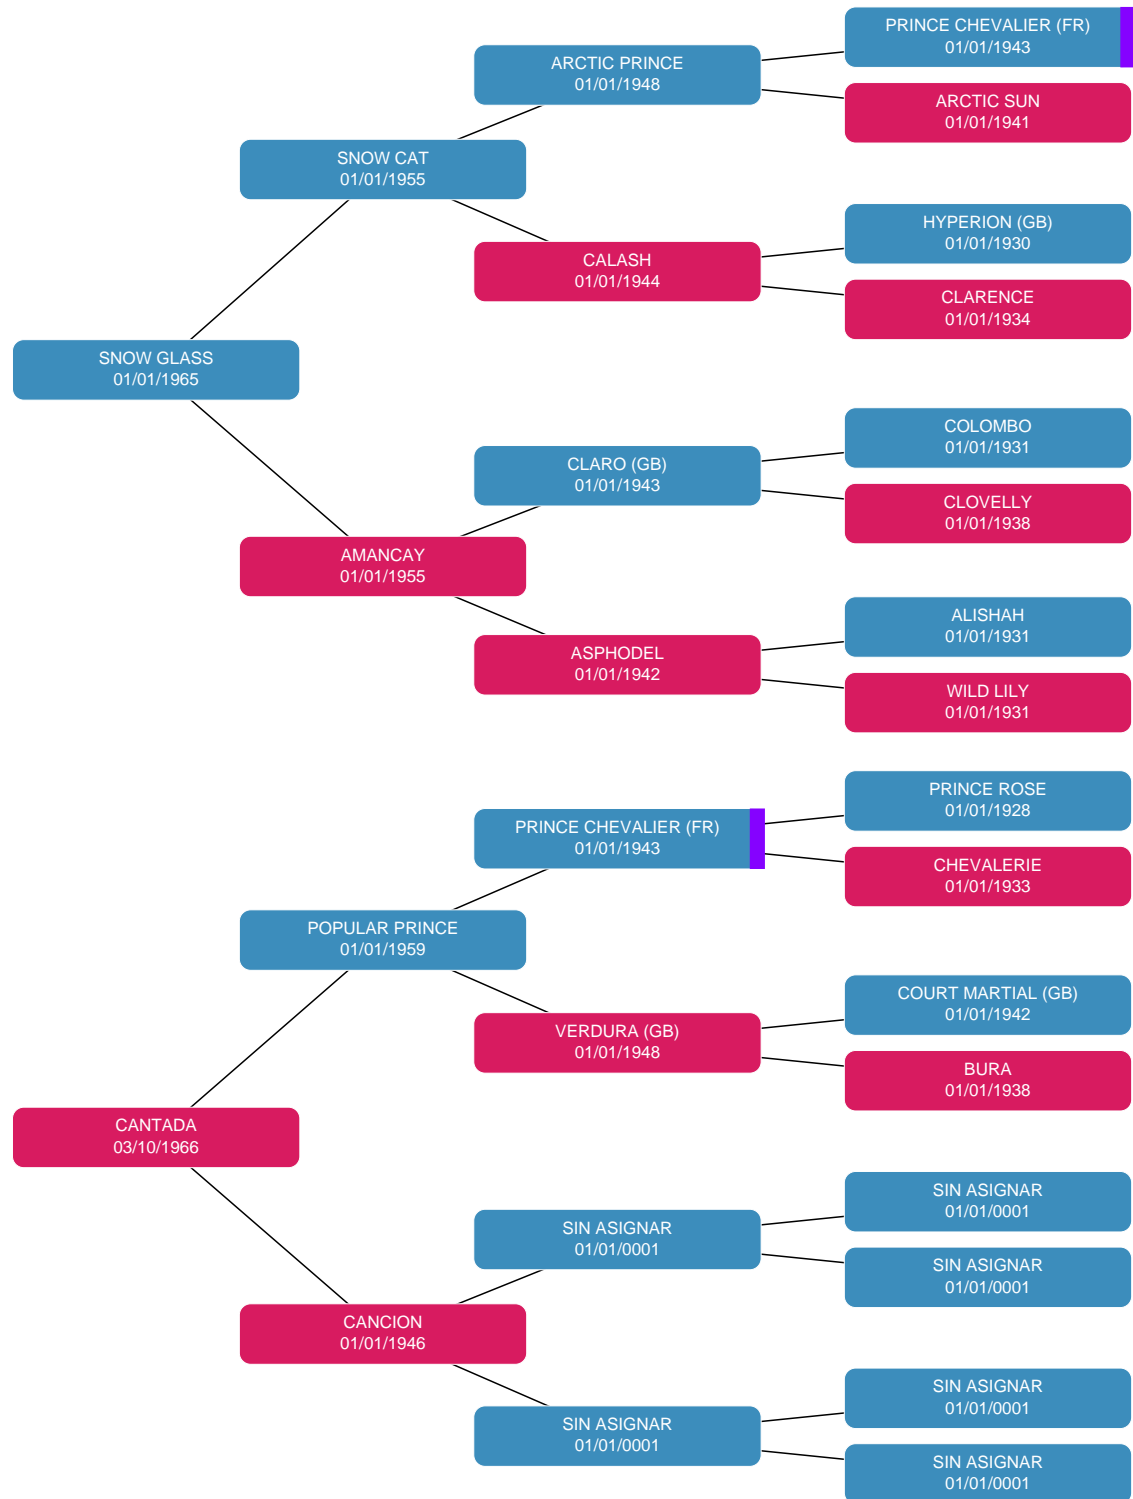 PRINCE CHEVALIER (FR)
01/01/1943
ARCTIC PRINCE
01/01/1948
ARCTIC SUN
01/01/1941
SNOW CAT
01/01/1955
HYPERION (GB)
01/01/1930
CALASH
01/01/1944
CLARENCE
01/01/1934
SNOW GLASS
01/01/1965
COLOMBO
01/01/1931
CLARO (GB)
01/01/1943
CLOVELLY
01/01/1938
AMANCAY
01/01/1955
ALISHAH
01/01/1931
ASPHODEL
01/01/1942
WILD LILY
01/01/1931
PRINCE ROSE
01/01/1928
PRINCE CHEVALIER (FR)
01/01/1943
CHEVALERIE
01/01/1933
POPULAR PRINCE
01/01/1959
COURT MARTIAL (GB)
01/01/1942
VERDURA (GB)
01/01/1948
BURA
01/01/1938
CANTADA
03/10/1966
SIN ASIGNAR
01/01/0001
SIN ASIGNAR
01/01/0001
SIN ASIGNAR
01/01/0001
CANCION
01/01/1946
SIN ASIGNAR
01/01/0001
SIN ASIGNAR
01/01/0001
SIN ASIGNAR
01/01/0001